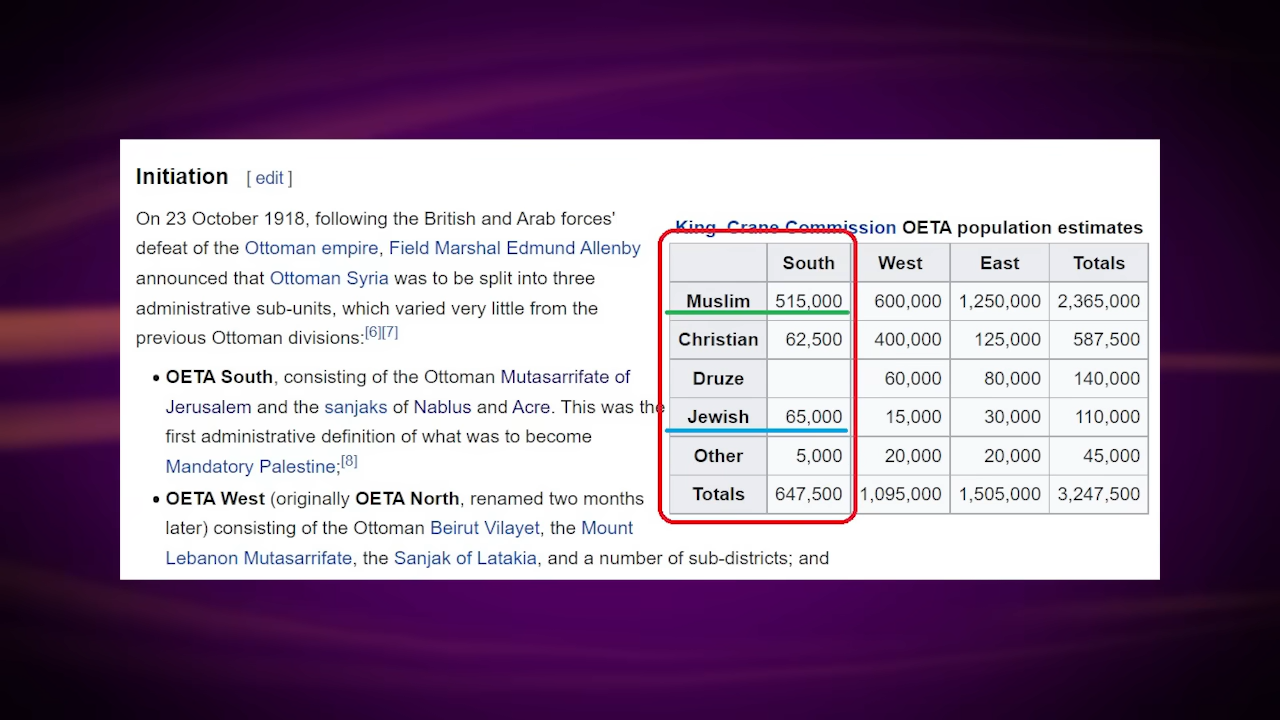 Initiation [ edit ]
On 23 October 1918, following the British and Arab forces'
defeat of the Ottoman empire, Field Marshal Edmund Allenby
announced that Ottoman Syria was to be split into three
administrative sub-units, which varied very little from the
previous Ottoman divisions:[6][7]
• OETA South, consisting of the Ottoman Mutasarrifate of
Jerusalem and the sanjaks of Nablus and Acre. This was the
first administrative definition of what was to become
Mandatory Palestine;[8]
• OETA West (originally OETA North, renamed two months
later) consisting of the Ottoman Beirut Vilayet, the Mount
Lebanon Mutasarrifate, the Sanjak of Latakia, and a number of sub-districts; and
King–Crane Commission OETA population estimates
South West East Totals
Muslim 515,000 600,000 1,250,000 2,365,000
Christian 62,500 400,000 125,000 587,500
Druze 60,000 80,000 140,000
Jewish 65,000 15,000 30,000 110,000
Other 5,000 20,000 20,000 45,000
Totals 647,500 1,095,000 1,505,000 3,247,500